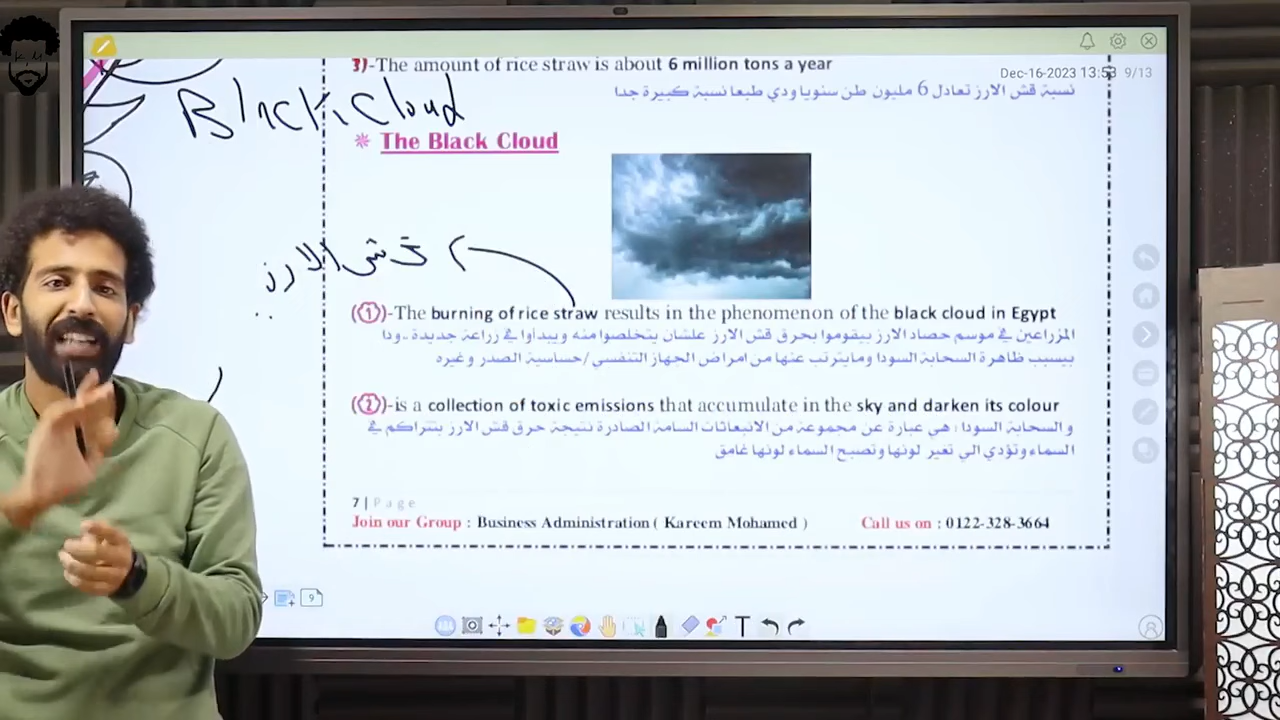 3)-The amount of rice straw is about 6 million tons a year
Dec-16-2023 13:53 9/13
نسبة قش الارز تعادل 6 مليون طن سنويا ودي طبعا نسبة كبيرة جدا
Black Cloud
The Black Cloud
قش الارز
(1)-The burning of rice straw results in the phenomenon of the black cloud in Egypt
المزراعين في موسم حصاد الارز بيقوموا بحرق قش الارز علشان يتخلصوا منه ويبدأوا في زراعة جديدة .. ودا
بيسبب ظاهرة السحابة السودا ومايترتب عنها من امراض الجهاز التنفسي/حساسية الصدر وغيره
(2)-is a collection of toxic emissions that accumulate in the sky and darken its colour
والسحابة السودا : هي عبارة عن مجموعة من الانبعاثات السامة الصادرة نتيجة حرق قش الارز بتتراكم في
السماء وتؤدي الي تغير لونها وتصبح السماء لونها غامق
7 | Page
Join our Group : Business Administration ( Kareem Mohamed )
Call us on : 0122-328-3664
9